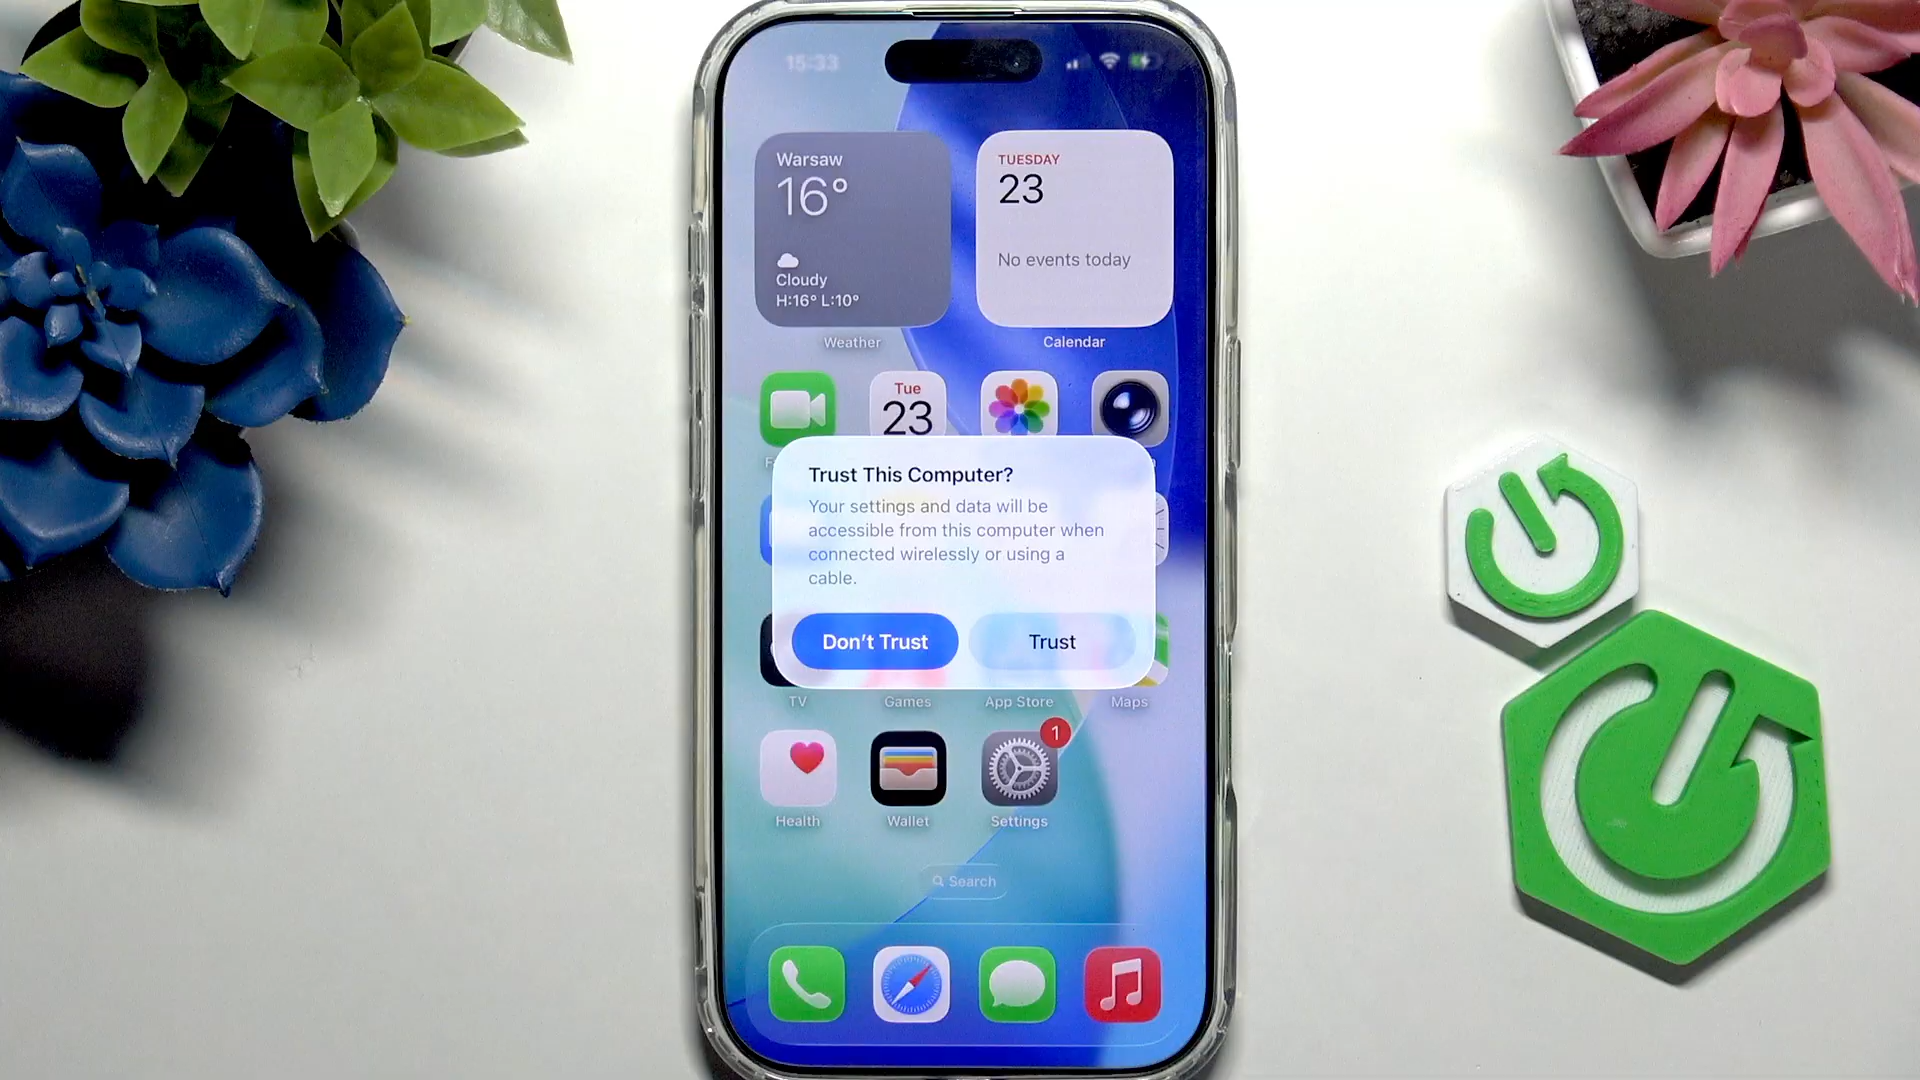 15:33
Warsaw
16°
Cloudy
H:16° L:10°
Weather
TUESDAY
23
No events today
Calendar
Tue
23
Trust This Computer?
Your settings and data will be
accessible from this computer when
connected wirelessly or using a
cable.
Don't Trust
Trust
TV
Games
App Store
Maps
1
Health
Wallet
Settings
Search